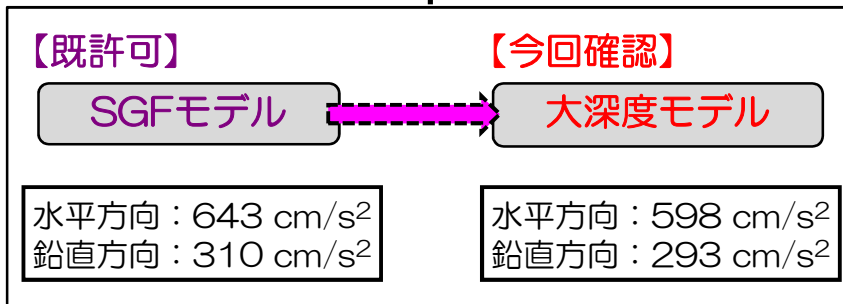 【既許可】
【今回確認】
SGFモデル
大深度モデル
水平方向：643 cm/s²
鉛直方向：310 cm/s²
水平方向：598 cm/s²
鉛直方向：293 cm/s²